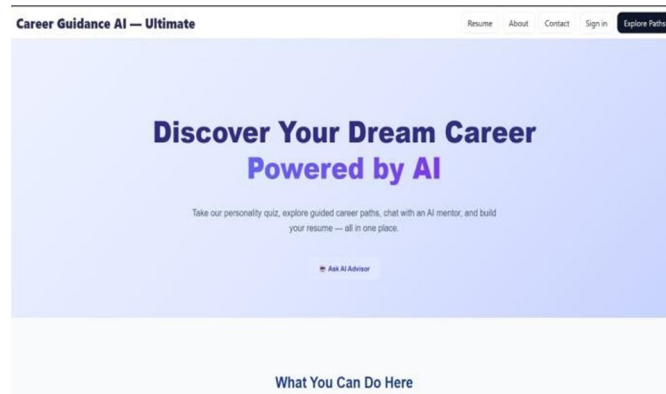 Career Guidance AI — Ultimate
Resume About Contact Sign in Explore Paths
Discover Your Dream Career
Powered by AI
Take our personality quiz, explore guided career paths, chat with an AI mentor, and build
your resume — all in one place.
Ask AI Advisor
What You Can Do Here